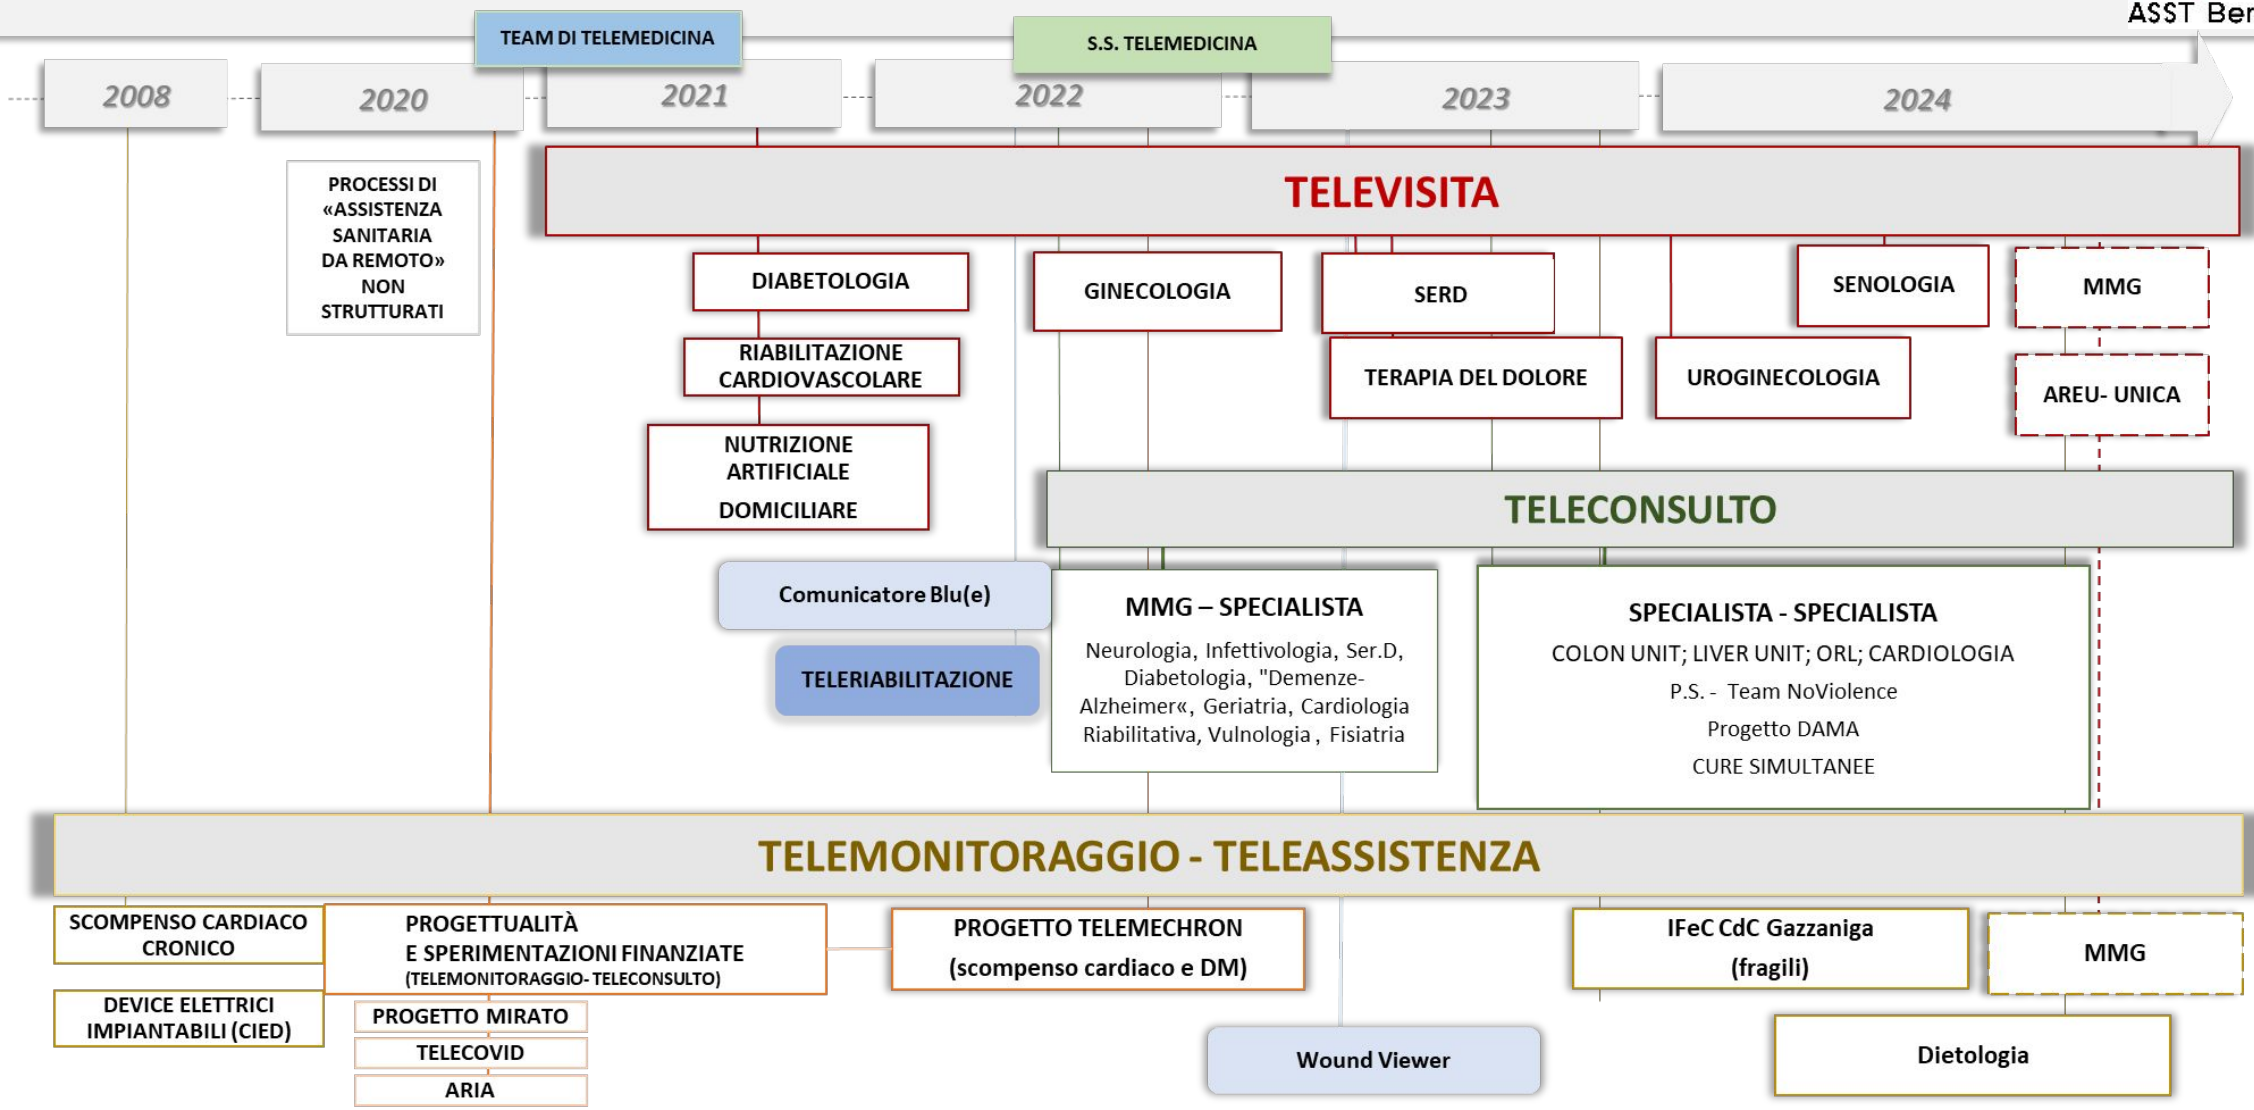 ASST Ber
TEAM DI TELEMEDICINA
S.S. TELEMEDICINA
2008
2020
2021
2022
2023
2024
PROCESSI DI
«ASSISTENZA
SANITARIA
DA REMOTO»
NON
STRUTTURATI
TELEVISITA
DIABETOLOGIA
RIABILITAZIONE
CARDIOVASCOLARE
NUTRIZIONE
ARTIFICIALE
DOMICILIARE
GINECOLOGIA
SERD
TERAPIA DEL DOLORE
UROGINECOLOGIA
SENOLOGIA
MMG
AREU- UNICA
TELECONSULTO
Comunicatore Blu(e)
TELERIABILITAZIONE
MMG – SPECIALISTA
Neurologia, Infettivologia, Ser.D,
Diabetologia, "Demenze-
Alzheimer«, Geriatria, Cardiologia
Riabilitativa, Vulnologia , Fisiatria
SPECIALISTA - SPECIALISTA
COLON UNIT; LIVER UNIT; ORL; CARDIOLOGIA
P.S. - Team NoViolence
Progetto DAMA
CURE SIMULTANEE
TELEMONITORAGGIO - TELEASSISTENZA
SCOMPENSO CARDIACO
CRONICO
DEVICE ELETTRICI
IMPIANTABILI (CIED)
PROGETTUALITÀ
E SPERIMENTAZIONI FINANZIATE
(TELEMONITORAGGIO- TELECONSULTO)
PROGETTO MIRATO
TELECOVID
ARIA
PROGETTO TELEMECHRON
(scompenso cardiaco e DM)
Wound Viewer
IFeC CdC Gazzaniga
(fragili)
MMG
Dietologia